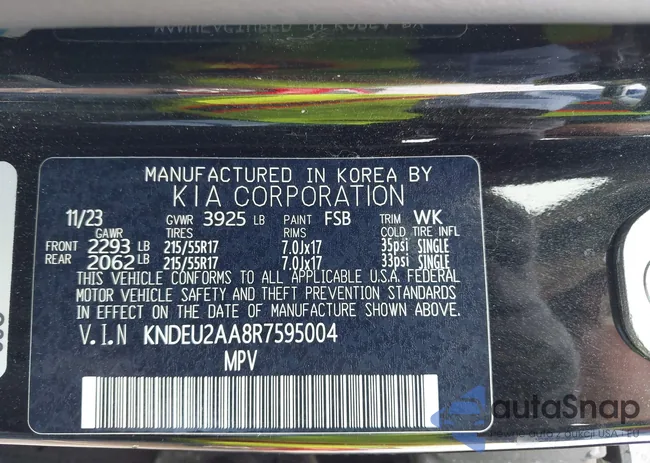 MANUFACTURED IN KOREA BY
KIA CORPORATION
11/23 GVWR 3925 LB PAINT FSB TRIM WK
GAWR TIRES RIMS COLD TIRE INFL
FRONT 2293 LB 215/55R17 7.0Jx17 35psi SINGLE
REAR 2062 LB 215/55R17 7.0Jx17 33psi SINGLE
THIS VEHICLE CONFORMS TO ALL APPLICABLE U.S.A. FEDERAL
MOTOR VEHICLE SAFETY AND THEFT PREVENTION STANDARDS
IN EFFECT ON THE DATE OF MANUFACTURE SHOWN ABOVE.
V.I.N KNDEU2AA8R7595004
MPV
autaSnap